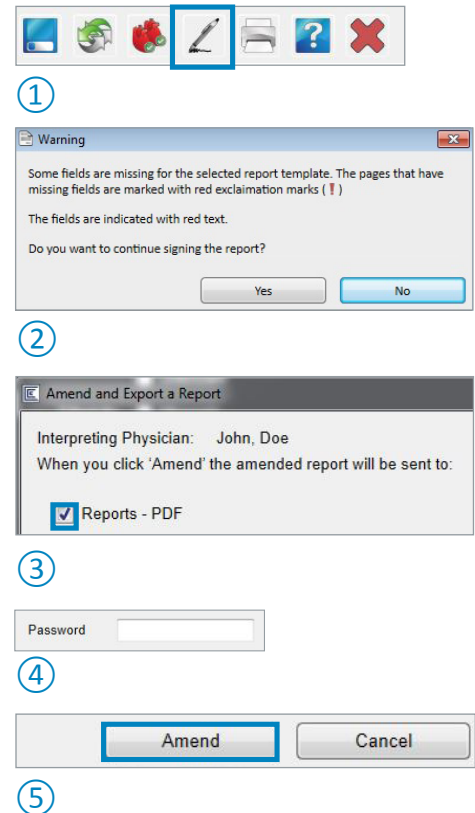 ?
①
Warning
Some fields are missing for the selected report template. The pages that have
missing fields are marked with red exclaimation marks (!)
The fields are indicated with red text.
Do you want to continue signing the report?
Yes No
②
Amend and Export a Report
Interpreting Physician: John, Doe
When you click 'Amend' the amended report will be sent to:
Reports - PDF
③
Password
④
Amend Cancel
⑤